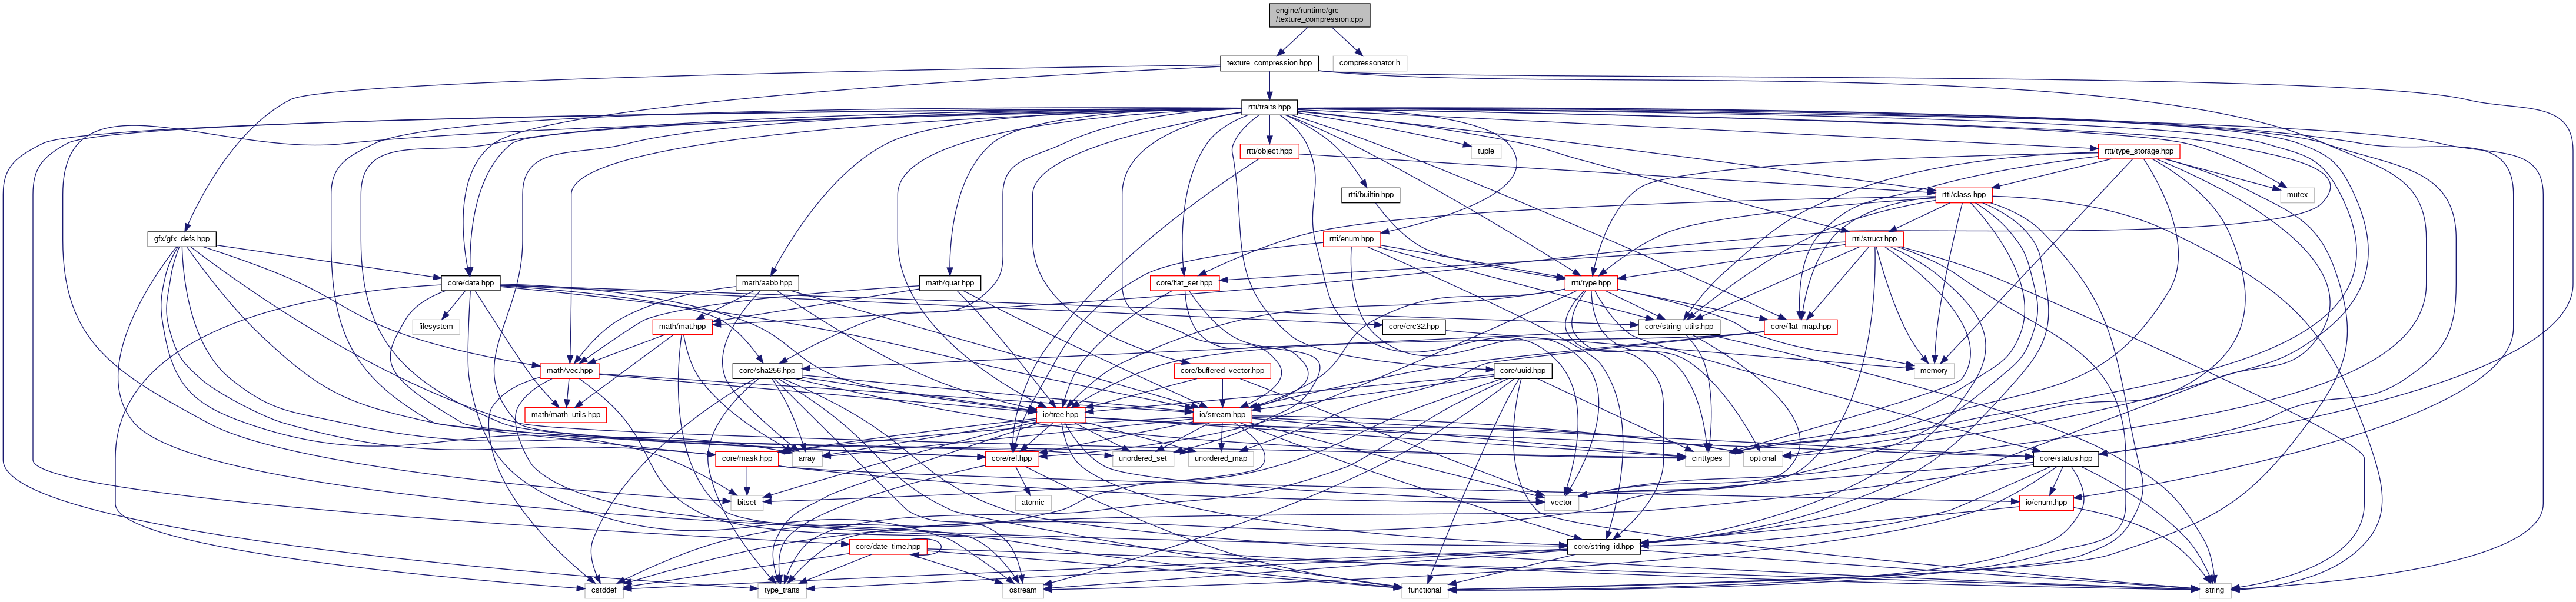 engine/runtime/grc
/texture_compression.cpp
texture_compression.hpp
compressonator.h
rtti/traits.hpp
rtti/object.hpp
tuple
rtti/type_storage.hpp
rtti/builtin.hpp
rtti/class.hpp
mutex
gfx/gfx_defs.hpp
rtti/enum.hpp
rtti/struct.hpp
core/data.hpp
math/aabb.hpp
math/quat.hpp
core/flat_set.hpp
rtti/type.hpp
filesystem
math/mat.hpp
core/crc32.hpp
core/string_utils.hpp
core/flat_map.hpp
math/vec.hpp
core/sha256.hpp
core/buffered_vector.hpp
core/uuid.hpp
memory
math/math_utils.hpp
io/tree.hpp
io/stream.hpp
core/mask.hpp
array
core/ref.hpp
unordered_set
unordered_map
cinttypes
optional
core/status.hpp
bitset
atomic
vector
io/enum.hpp
core/date_time.hpp
core/string_id.hpp
cstddef
type_traits
ostream
functional
string